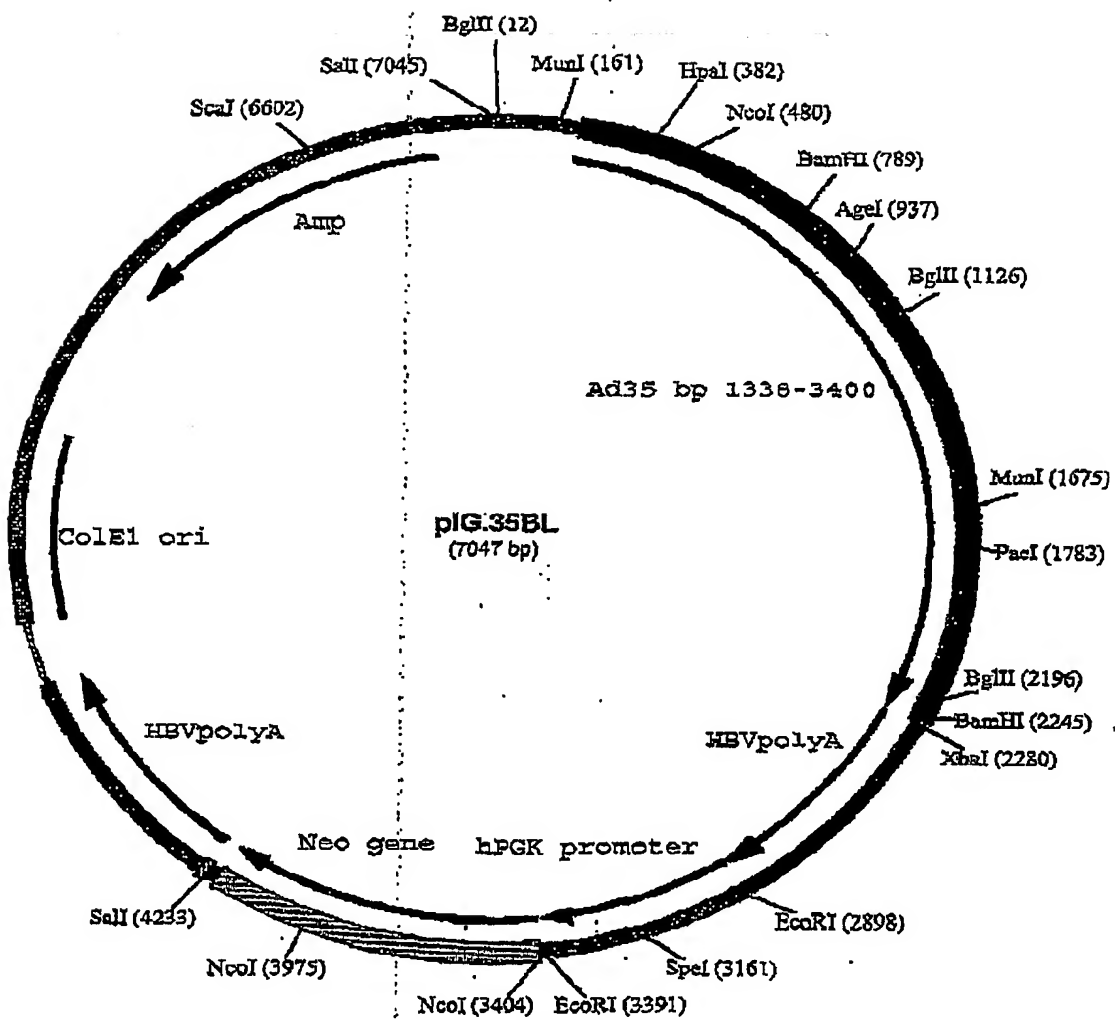 BglII (12)
SalI (7045)
MunI (161)
HpaI (382)
ScaI (6602)
NcoI (480)
BamHI (789)
AgeI (937)
Amp
BglII (1126)
Ad35 bp 1338-3400
MunI (1675)
pIG.35BL
(7047 bp)
ColE1 ori
PacI (1783)
BglII (2196)
BamHI (2245)
XbaI (2280)
HBVpolyA
HBVpolyA
Neo gene
hPGK promoter
SalI (4233)
EcoRI (2898)
NcoI (3975)
SpeI (3161)
NcoI (3404)
EcoRI (3391)